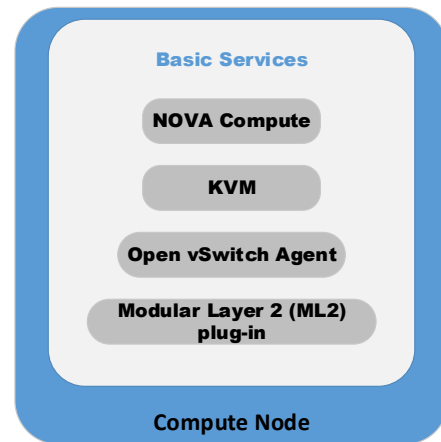 Basic Services
NOVA Compute
KVM
Open vSwitch Agent
Modular Layer 2 (ML2)
plug-in
Compute Node